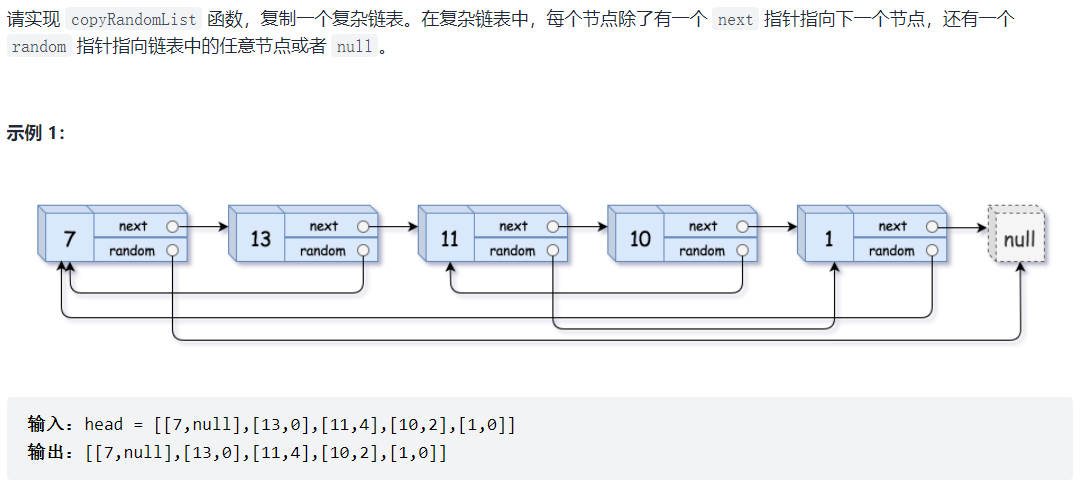 请实现 copyRandomList 函数，复制一个复杂链表。在复杂链表中，每个节点除了有一个 next 指针指向下一个节点，还有一个
random 指针指向链表中的任意节点或者 null 。
示例 1：
7 next random 13 next random 11 next random 10 next random 1 next random null
输入：head = [[7,null],[13,0],[11,4],[10,2],[1,0]]
输出：[[7,null],[13,0],[11,4],[10,2],[1,0]]